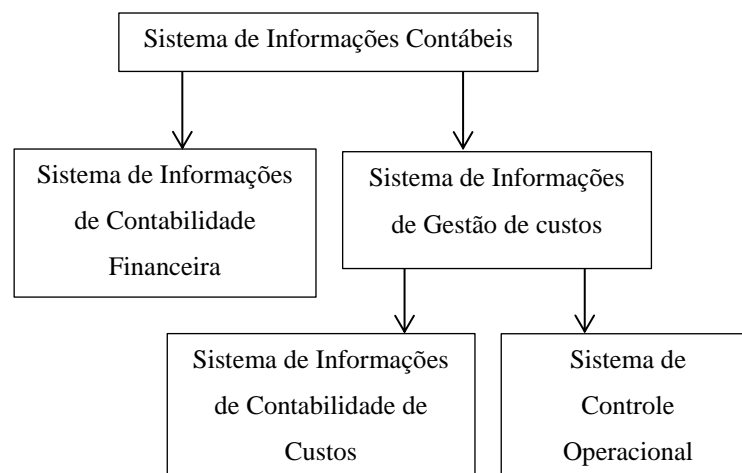 Sistema de Informações Contábeis
Sistema de Informações
de Contabilidade
Financeira
Sistema de Informações
de Gestão de custos
Sistema de Informações
de Contabilidade de
Custos
Sistema de
Controle
Operacional